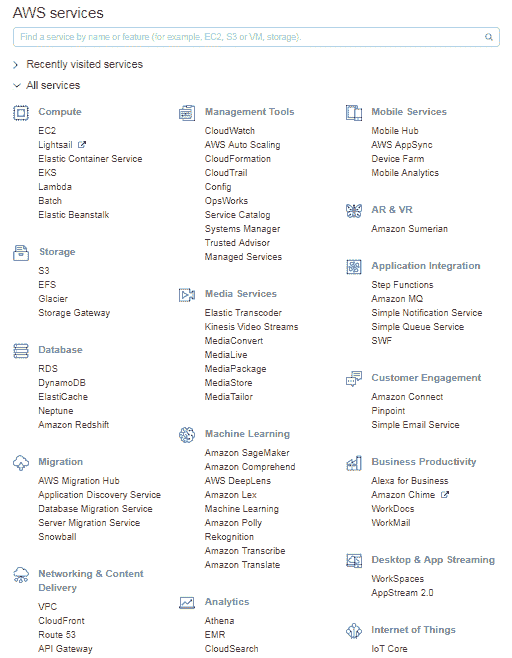 AWS services
Find a service by name or feature (for example, EC2, S3 or VM, storage).
Recently visited services
All services
Compute
EC2
Lightsail
Elastic Container Service
EKS
Lambda
Batch
Elastic Beanstalk
Storage
S3
EFS
Glacier
Storage Gateway
Database
RDS
DynamoDB
ElastiCache
Neptune
Amazon Redshift
Migration
AWS Migration Hub
Application Discovery Service
Database Migration Service
Server Migration Service
Snowball
Networking & Content
Delivery
VPC
CloudFront
Route 53
API Gateway
Management Tools
CloudWatch
AWS Auto Scaling
CloudFormation
CloudTrail
Config
OpsWorks
Service Catalog
Systems Manager
Trusted Advisor
Managed Services
Media Services
Elastic Transcoder
Kinesis Video Streams
MediaConvert
MediaLive
MediaPackage
MediaStore
MediaTailor
Machine Learning
Amazon SageMaker
Amazon Comprehend
AWS DeepLens
Amazon Lex
Machine Learning
Amazon Polly
Rekognition
Amazon Transcribe
Amazon Translate
Analytics
Athena
EMR
CloudSearch
Mobile Services
Mobile Hub
AWS AppSync
Device Farm
Mobile Analytics
AR & VR
Amazon Sumerian
Application Integration
Step Functions
Amazon MQ
Simple Notification Service
Simple Queue Service
SWF
Customer Engagement
Amazon Connect
Pinpoint
Simple Email Service
Business Productivity
Alexa for Business
Amazon Chime
WorkDocs
WorkMail
Desktop & App Streaming
WorkSpaces
AppStream 2.0
Internet of Things
IoT Core